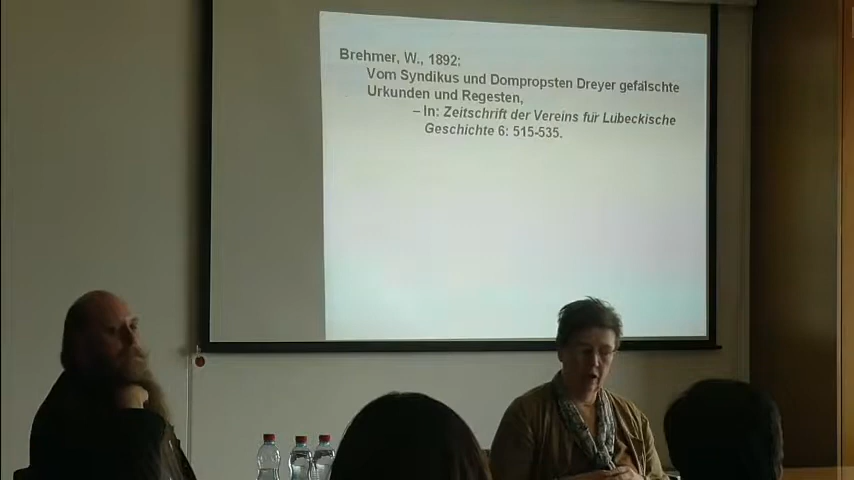 Brehmer, W., 1892;
Vom Syndikus und Dompropsten Dreyer gefälschte
Urkunden und Regesten,
– In: Zeitschrift der Vereins für Lubeckische
Geschichte 6: 515-535.